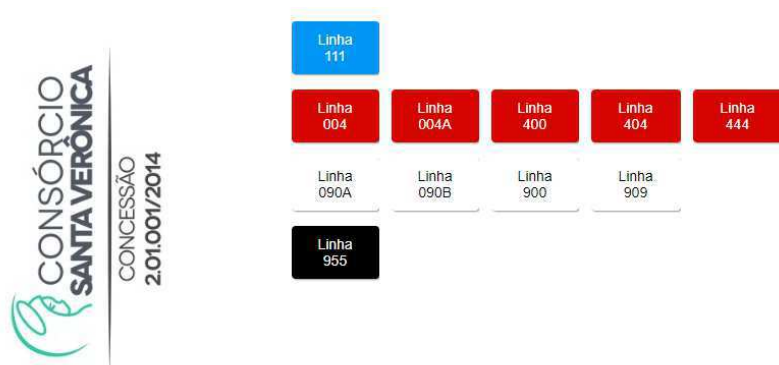 CONSÓRCIO
SANTA VERÔNICA
CONCESSÃO
2.01.001/2014
Linha
111
Linha
004
Linha
004A
Linha
400
Linha
404
Linha
444
Linha
090A
Linha
090B
Linha
900
Linha
909
Linha
955